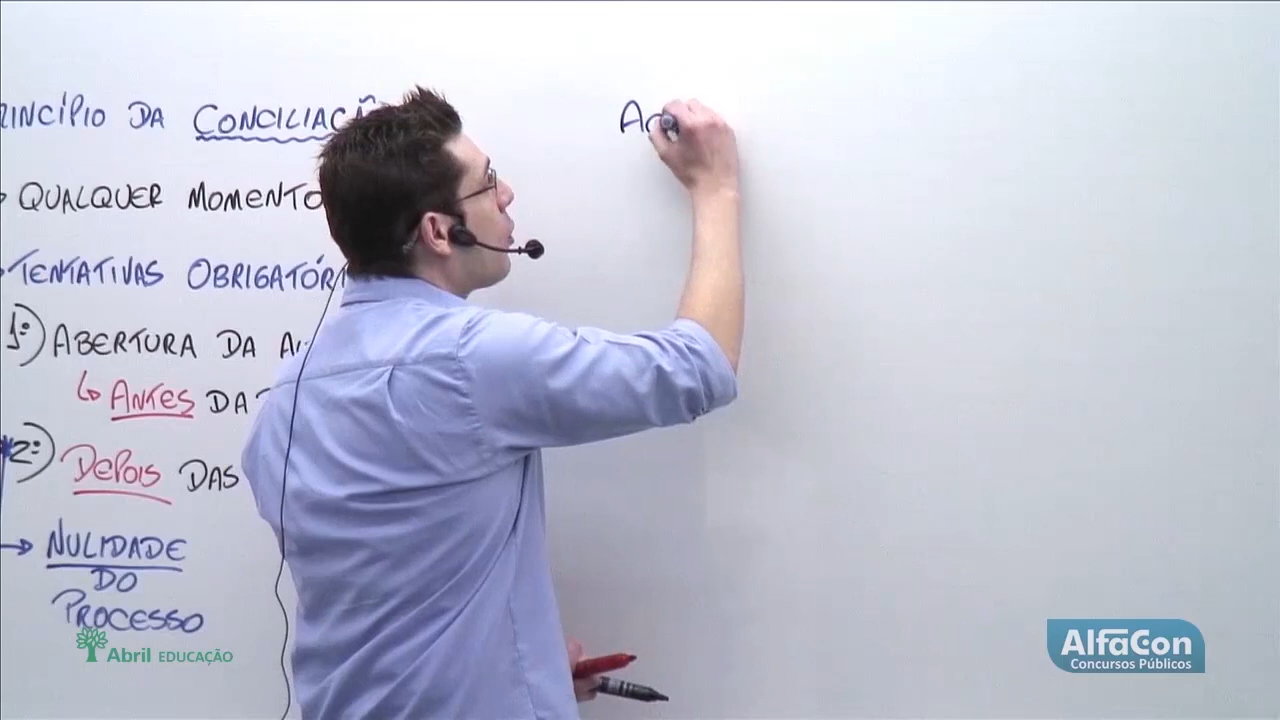 RINCÍPIO DA CONCILIAÇÃ
QUALQUER MOMENTO
TENTATIVAS OBRIGATÓR
1º) ABERTURA DA A
↳ ANTES DA
*2º) DEPOIS DAS
→ NULIDADE
DO
PROCESSO
A
Abril EDUCAÇÃO
AlfaCon
Concursos Públicos